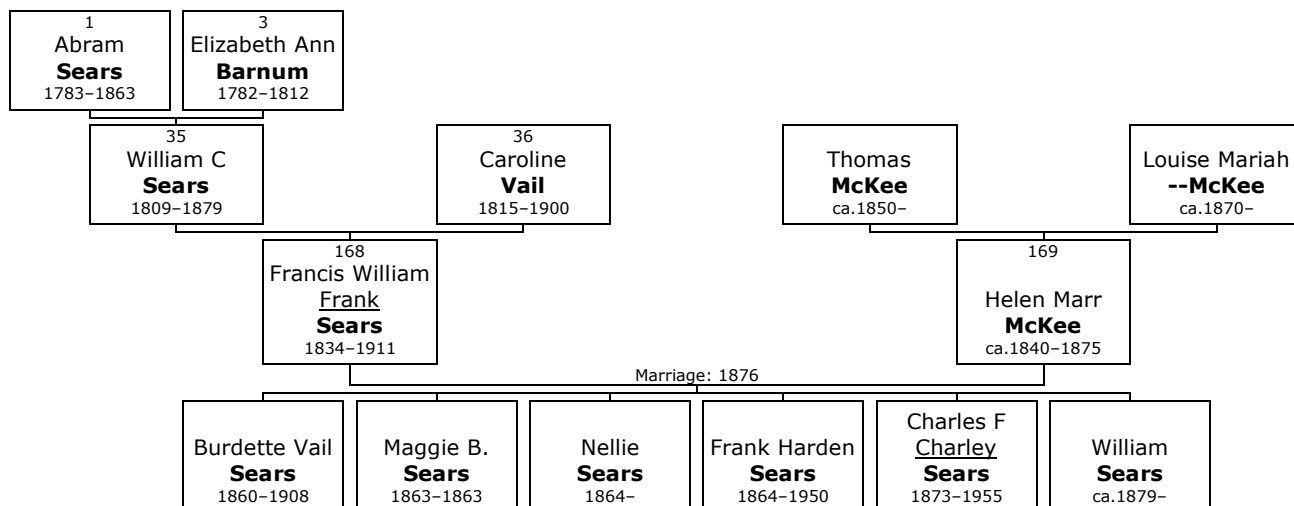 1
Abram
Sears
1783–1863
3
Elizabeth Ann
Barnum
1782–1812
35
William C
Sears
1809–1879
36
Caroline
Vail
1815–1900
Thomas
McKee
ca.1850–
Louise Mariah
--McKee
ca.1870–
168
Francis William
Frank
Sears
1834–1911
169
Helen Marr
McKee
ca.1840–1875
Marriage: 1876
Burdette Vail
Sears
1860–1908
Maggie B.
Sears
1863–1863
Nellie
Sears
1864–
Frank Harden
Sears
1864–1950
Charles F
Charley
Sears
1873–1955
William
Sears
ca.1879–